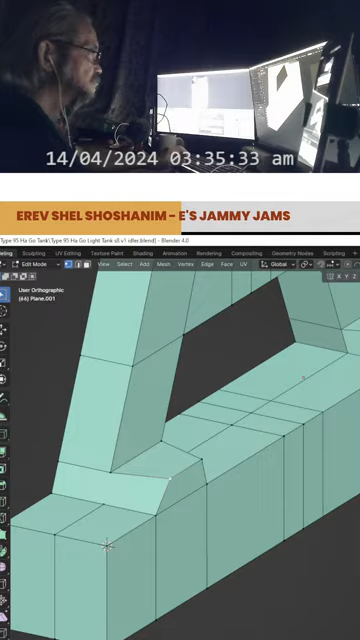 14/04/2024 03:35:33 am
EREV SHEL SHOSHANIM - E'S JAMMY JAMS
Type 95 Ha Go Tank\Type 95 Ha Go Light Tank s8 v1 idler.blend] - Blender 4.0
Sculpting UV Editing Texture Paint Shading Animation Rendering Compositing Geometry Nodes Scripting
Edit Mode View Select Add Mesh Vertex Edge Face UV Global
X Y Z
User Orthographic
(66) Plane.001